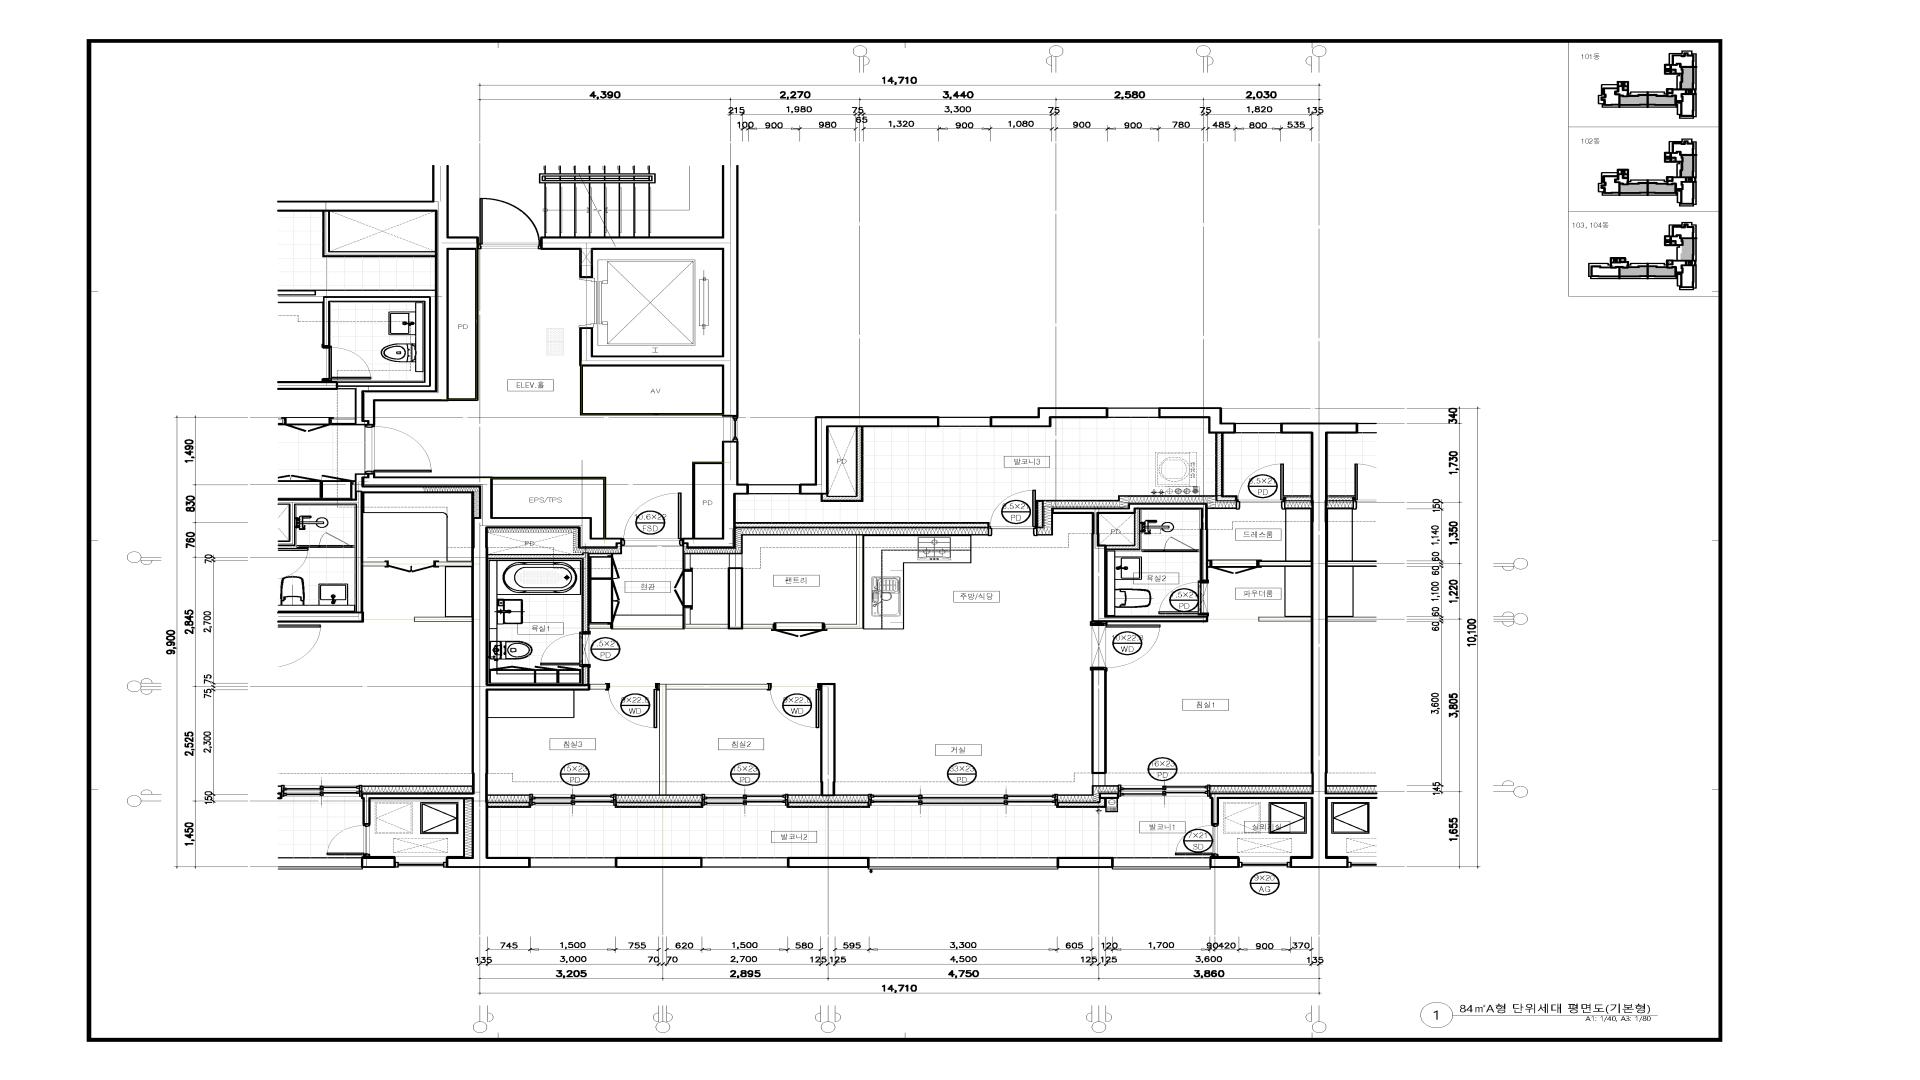 14,710
4,390 2,270 3,440 2,580 2,030
215 1,980 75 3,300 75 75 1,820 135
100 900 980 65 1,320 900 1,080 900 900 780 485 800 535
101동
102동
103, 104동
PD
ELEV.홀
AV
EPS/TPS
PD
PD
발코니3
PD
PD
FSD
PD
PD
PD
현관
팬트리
주방/식당
욕실1
욕실2
PD
드레스룸
파우더룸
PD
WD
WD
WD
침실3
침실2
거실
침실1
PD
PD
PD
PD
발코니2
발코니1
SD
AG
1,490
830
760
70
2,845
2,700
9,900
75
75
2,525
2,300
150
1,450
340
1,730
150
1,140
1,350
60
1,100
1,220
60
60
10,100
3,600
3,805
145
1,655
745 1,500 755 620 1,500 580 595 3,300 605 120 1,700 90 420 900 370
135 3,000 70 70 2,700 125 125 4,500 125 125 3,600 135
3,205 2,895 4,750 3,860
14,710
1 84㎡A형 단위세대 평면도(기본형)
A1: 1/40, A3: 1/80